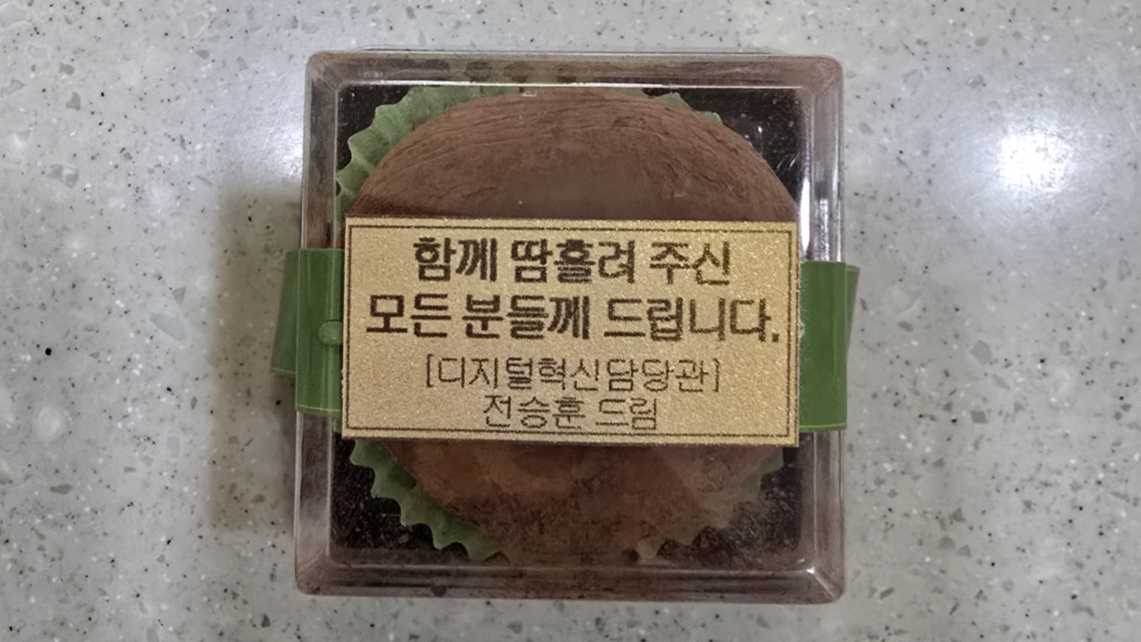 함께 땀흘려 주신
모든 분들께 드립니다.
[디지털혁신담당관]
전승훈 드림